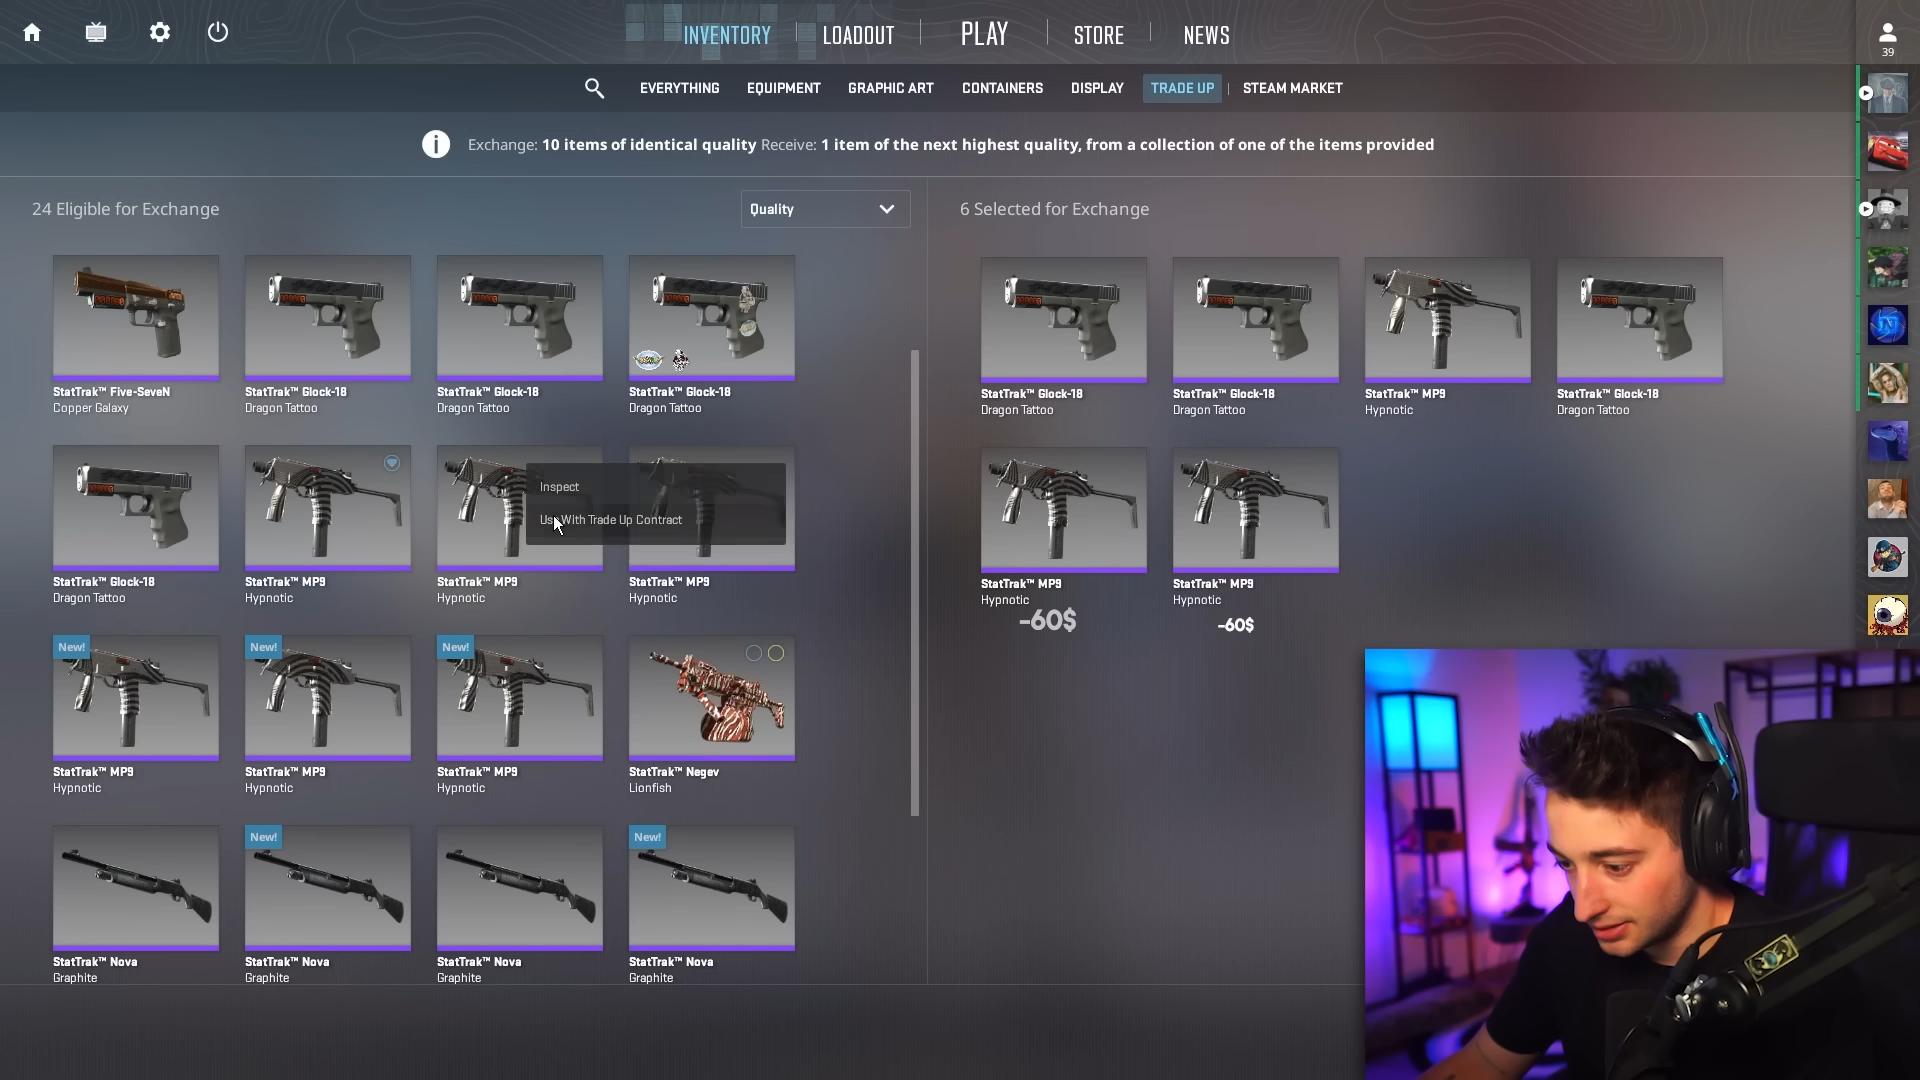 INVENTORY
LOADOUT
PLAY
STORE
NEWS
39
EVERYTHING
EQUIPMENT
GRAPHIC ART
CONTAINERS
DISPLAY
TRADE UP
STEAM MARKET
Exchange: 10 items of identical quality Receive: 1 item of the next highest quality, from a collection of one of the items provided
24 Eligible for Exchange
Quality
StatTrak™ Five-SeveN
Copper Galaxy
StatTrak™ Glock-18
Dragon Tattoo
StatTrak™ Glock-18
Dragon Tattoo
StatTrak™ Glock-18
Dragon Tattoo
Inspect
Use With Trade Up Contract
StatTrak™ Glock-18
Dragon Tattoo
StatTrak™ MP9
Hypnotic
StatTrak™ MP9
Hypnotic
StatTrak™ MP9
Hypnotic
New!
New!
New!
StatTrak™ MP9
Hypnotic
StatTrak™ MP9
Hypnotic
StatTrak™ MP9
Hypnotic
StatTrak™ Negev
Lionfish
New!
New!
StatTrak™ Nova
Graphite
StatTrak™ Nova
Graphite
StatTrak™ Nova
Graphite
StatTrak™ Nova
Graphite
6 Selected for Exchange
StatTrak™ Glock-18
Dragon Tattoo
StatTrak™ Glock-18
Dragon Tattoo
StatTrak™ MP9
Hypnotic
StatTrak™ Glock-18
Dragon Tattoo
StatTrak™ MP9
Hypnotic
-60$
StatTrak™ MP9
Hypnotic
-60$